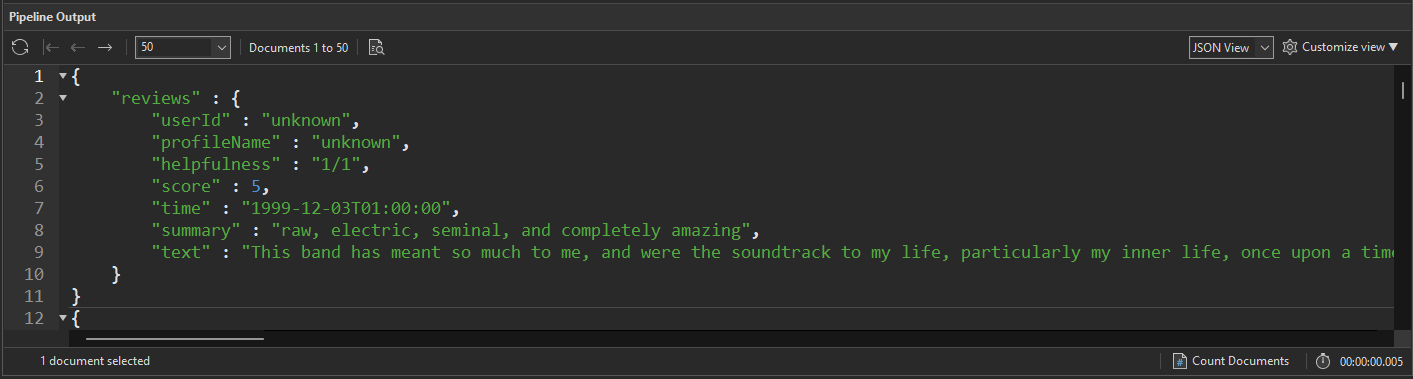 Pipeline Output
50 Documents 1 to 50 JSON View Customize view
1 {
2 "reviews" : {
3 "userId" : "unknown",
4 "profileName" : "unknown",
5 "helpfulness" : "1/1",
6 "score" : 5,
7 "time" : "1999-12-03T01:00:00",
8 "summary" : "raw, electric, seminal, and completely amazing",
9 "text" : "This band has meant so much to me, and were the soundtrack to my life, particularly my inner life, once upon a time
10 }
11 }
12 {
1 document selected # Count Documents 00:00:00.005